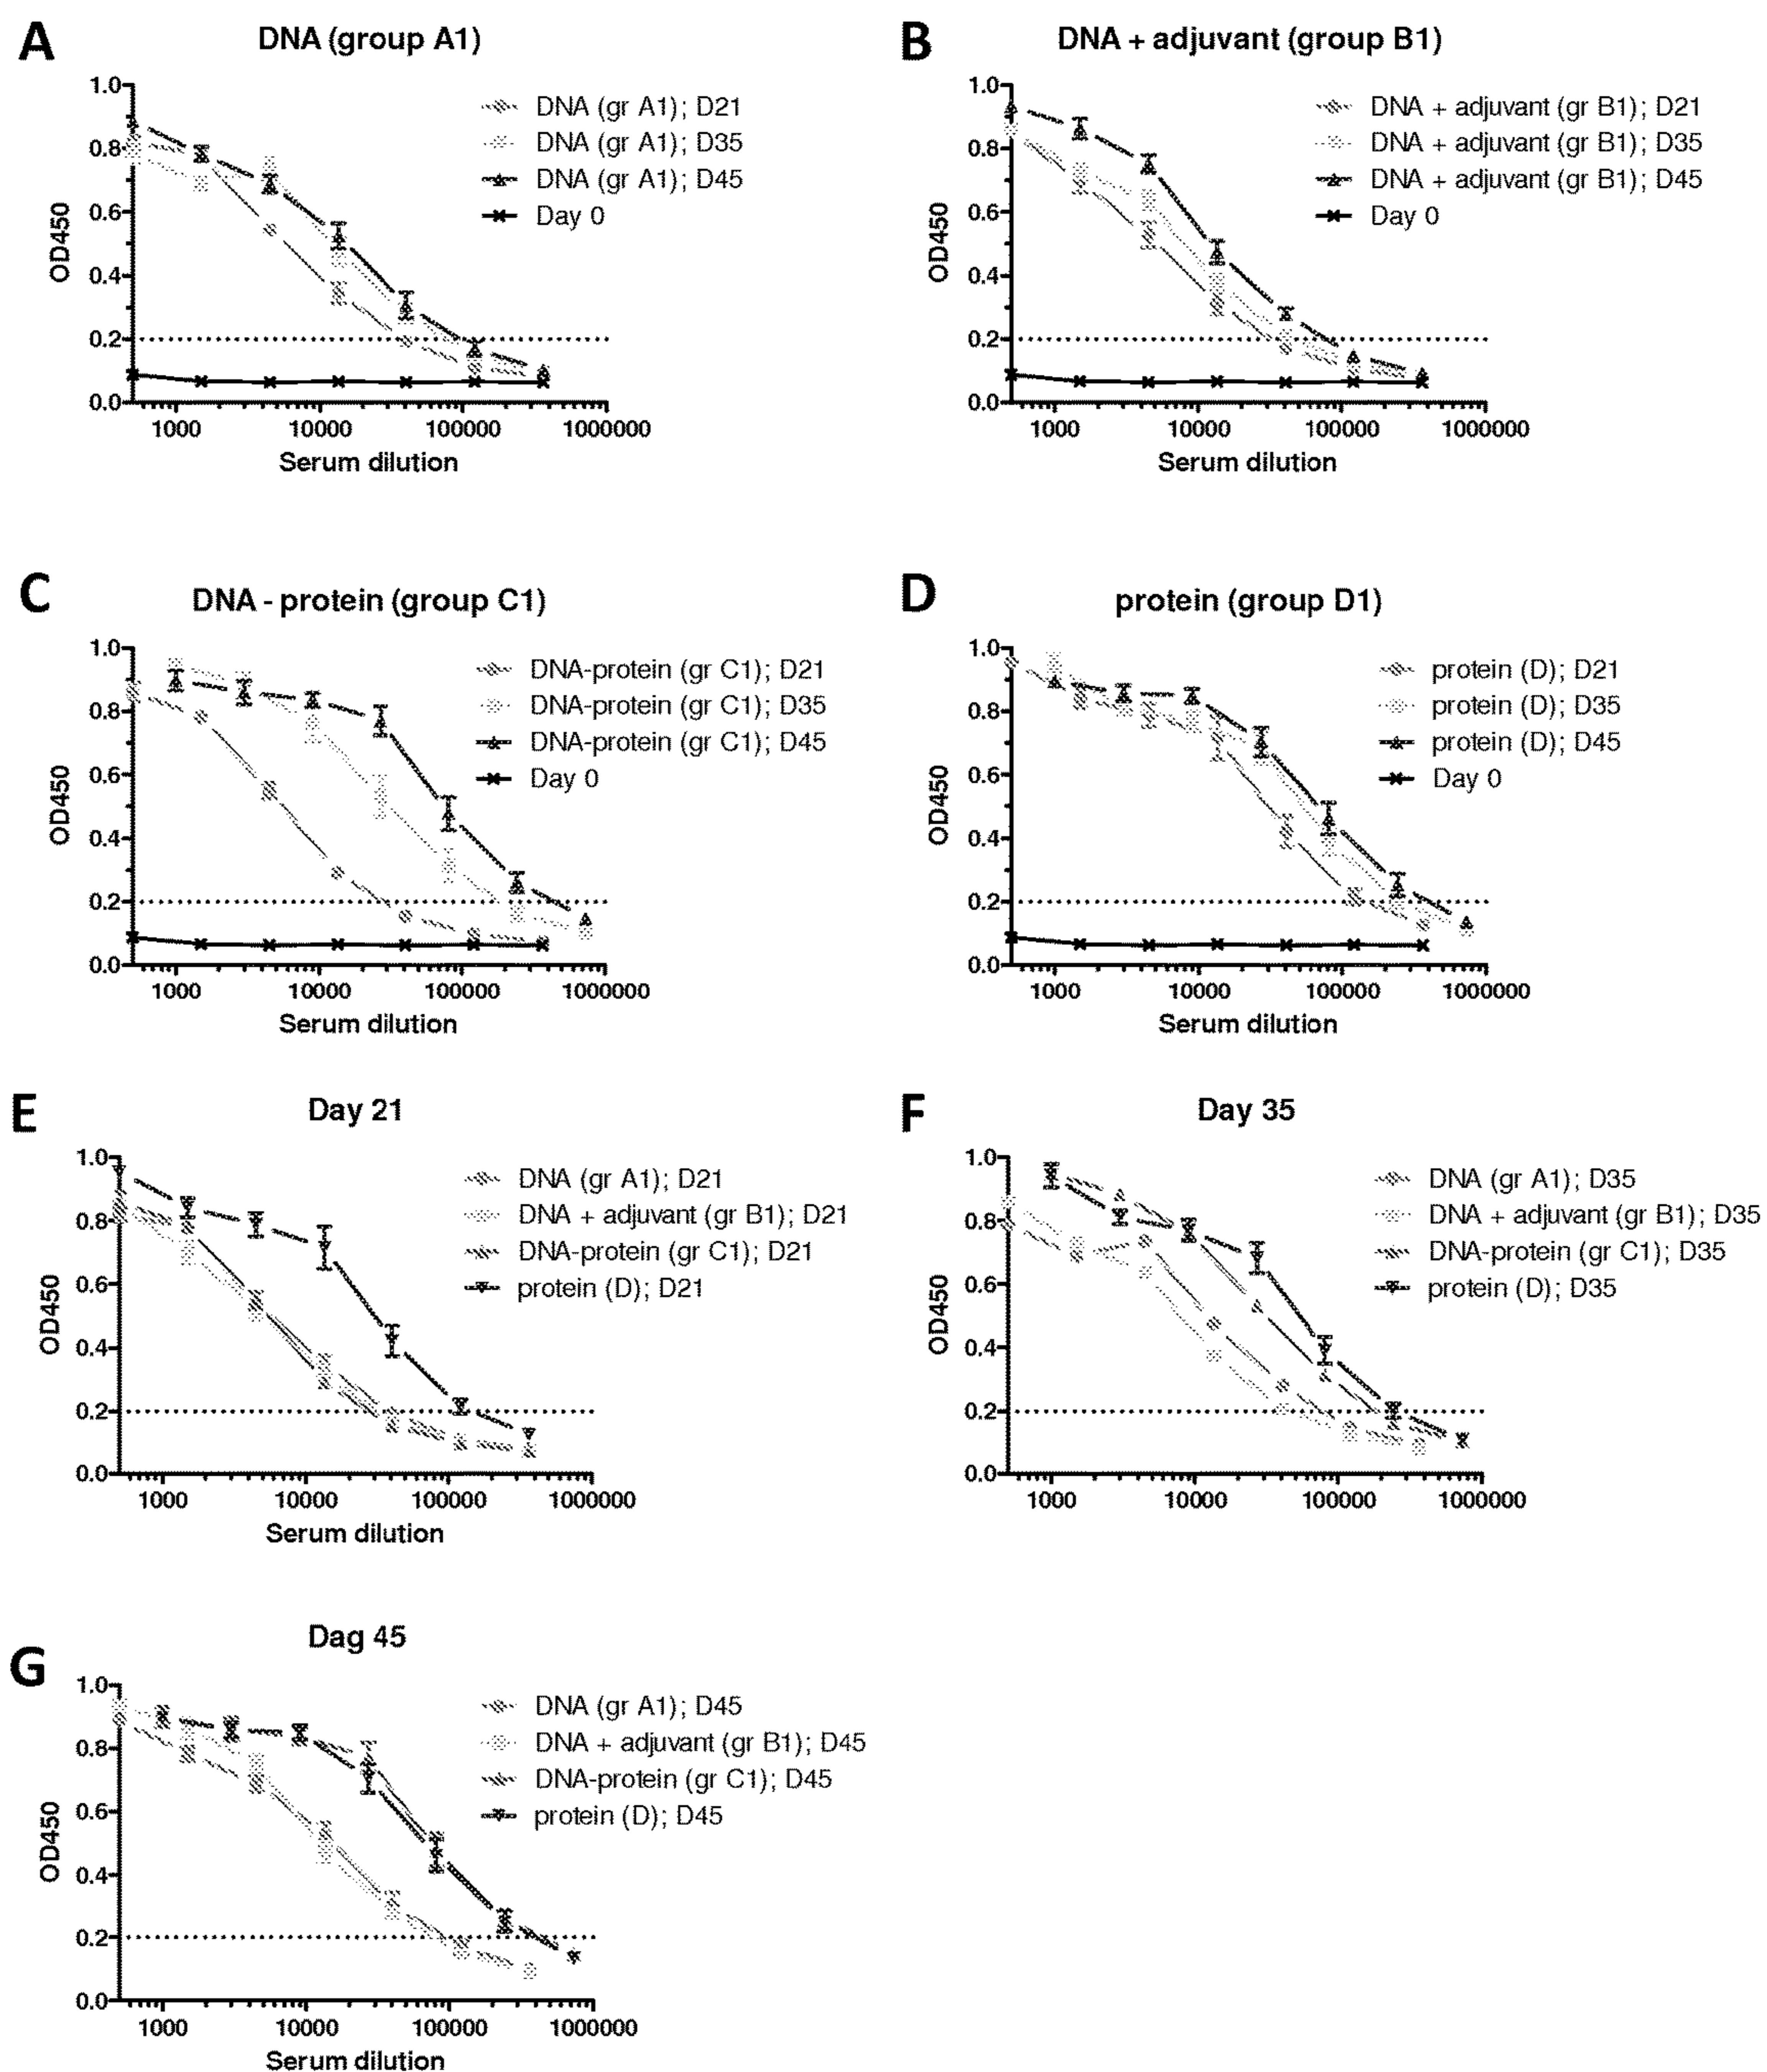 A
DNA (group A1)
1.0
0.8
0.6
0.4
0.2
0.0
OD450
DNA (gr A1); D21
DNA (gr A1); D35
DNA (gr A1); D45
Day 0
1000 10000 100000 1000000
Serum dilution
B
DNA + adjuvant (group B1)
1.0
0.8
0.6
0.4
0.2
0.0
OD450
DNA + adjuvant (gr B1); D21
DNA + adjuvant (gr B1); D35
DNA + adjuvant (gr B1); D45
Day 0
1000 10000 100000 1000000
Serum dilution
C
DNA - protein (group C1)
1.0
0.8
0.6
0.4
0.2
0.0
OD450
DNA-protein (gr C1); D21
DNA-protein (gr C1); D35
DNA-protein (gr C1); D45
Day 0
1000 10000 100000 1000000
Serum dilution
D
protein (group D1)
1.0
0.8
0.6
0.4
0.2
0.0
OD450
protein (D); D21
protein (D); D35
protein (D); D45
Day 0
1000 10000 100000 1000000
Serum dilution
E
Day 21
1.0
0.8
0.6
0.4
0.2
0.0
OD450
DNA (gr A1); D21
DNA + adjuvant (gr B1); D21
DNA-protein (gr C1); D21
protein (D); D21
1000 10000 100000 1000000
Serum dilution
F
Day 35
1.0
0.8
0.6
0.4
0.2
0.0
OD450
DNA (gr A1); D35
DNA + adjuvant (gr B1); D35
DNA-protein (gr C1); D35
protein (D); D35
1000 10000 100000 1000000
G
Dag 45
1.0
0.8
0.6
0.4
0.2
0.0
OD450
DNA (gr A1); D45
DNA + adjuvant (gr B1); D45
DNA-protein (gr C1); D45
protein (D); D45
1000 10000 100000 1000000
Serum dilution